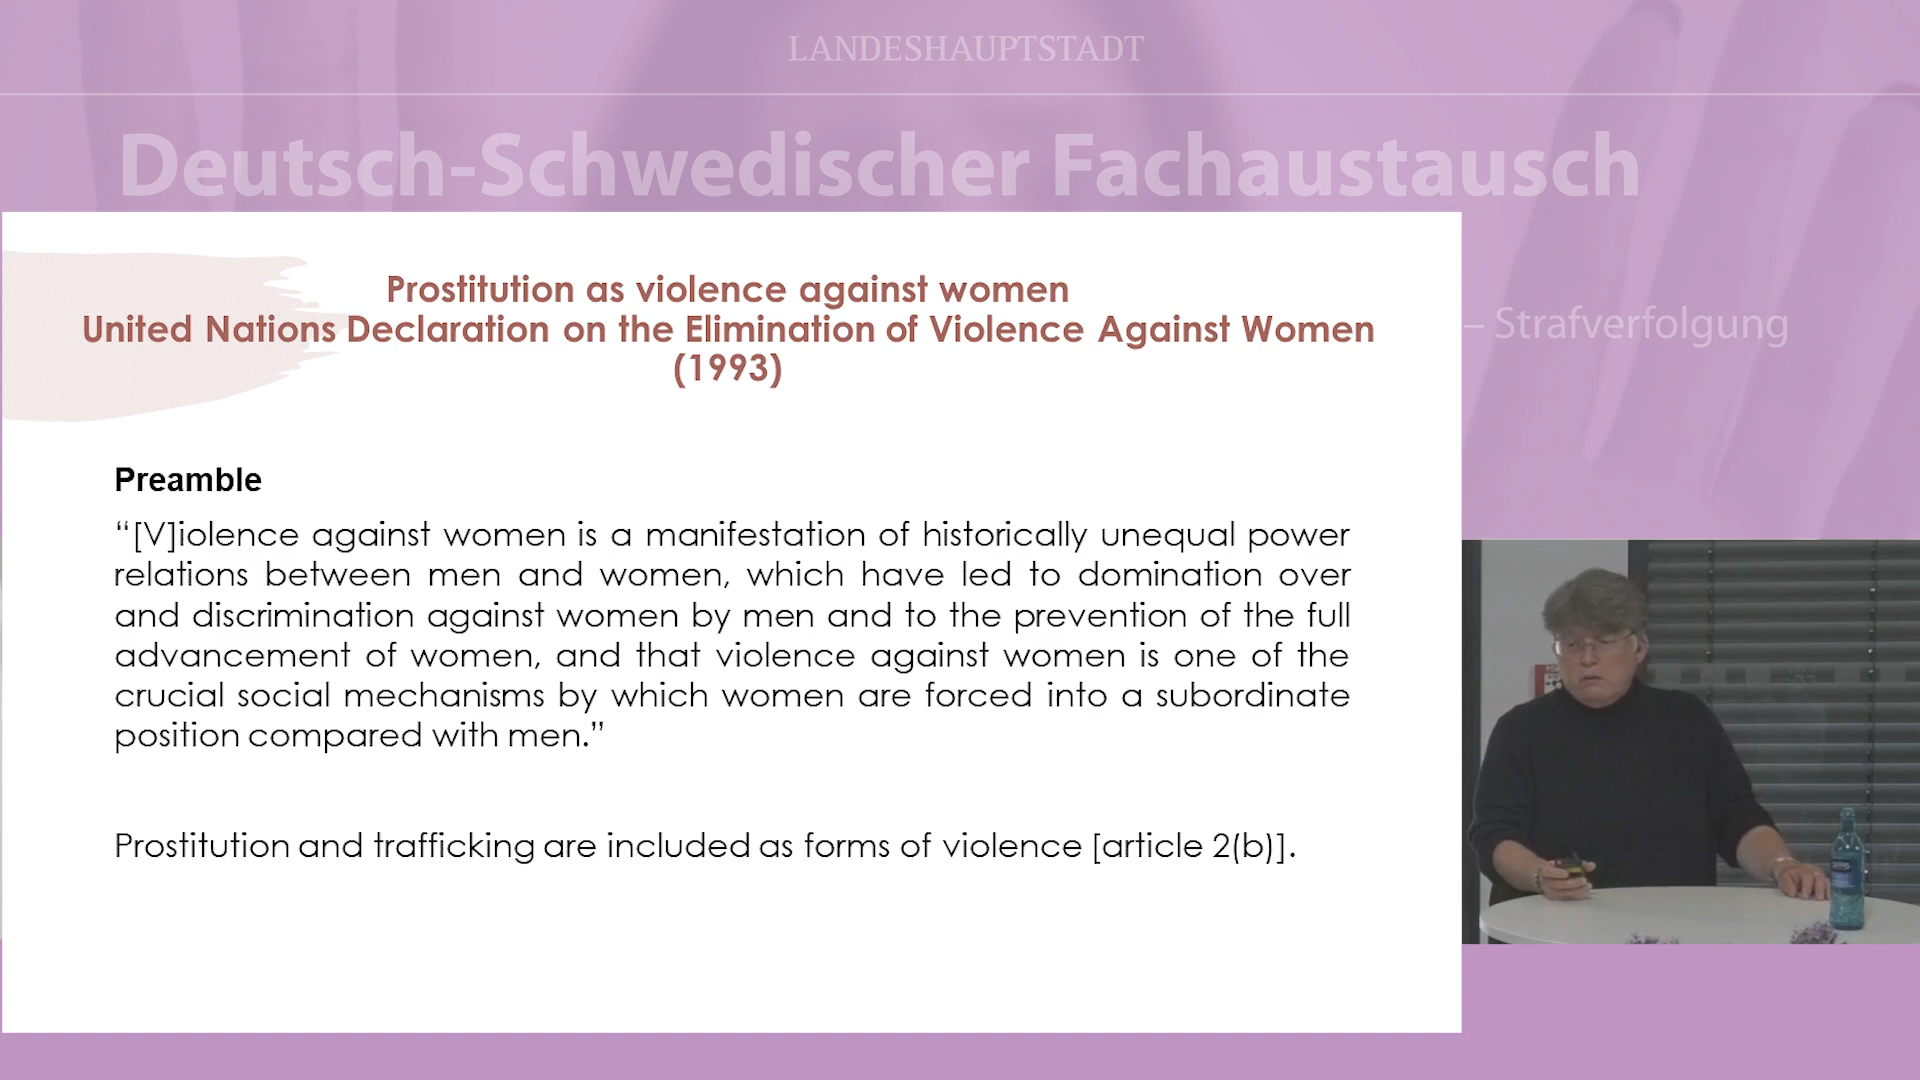 LANDESHAUPTSTADT
Deutsch-Schwedischer Fachaustausch
– Strafverfolgung
Prostitution as violence against women
United Nations Declaration on the Elimination of Violence Against Women
(1993)
Preamble
“[V]iolence against women is a manifestation of historically unequal power
relations between men and women, which have led to domination over
and discrimination against women by men and to the prevention of the full
advancement of women, and that violence against women is one of the
crucial social mechanisms by which women are forced into a subordinate
position compared with men.”
Prostitution and trafficking are included as forms of violence [article 2(b)].